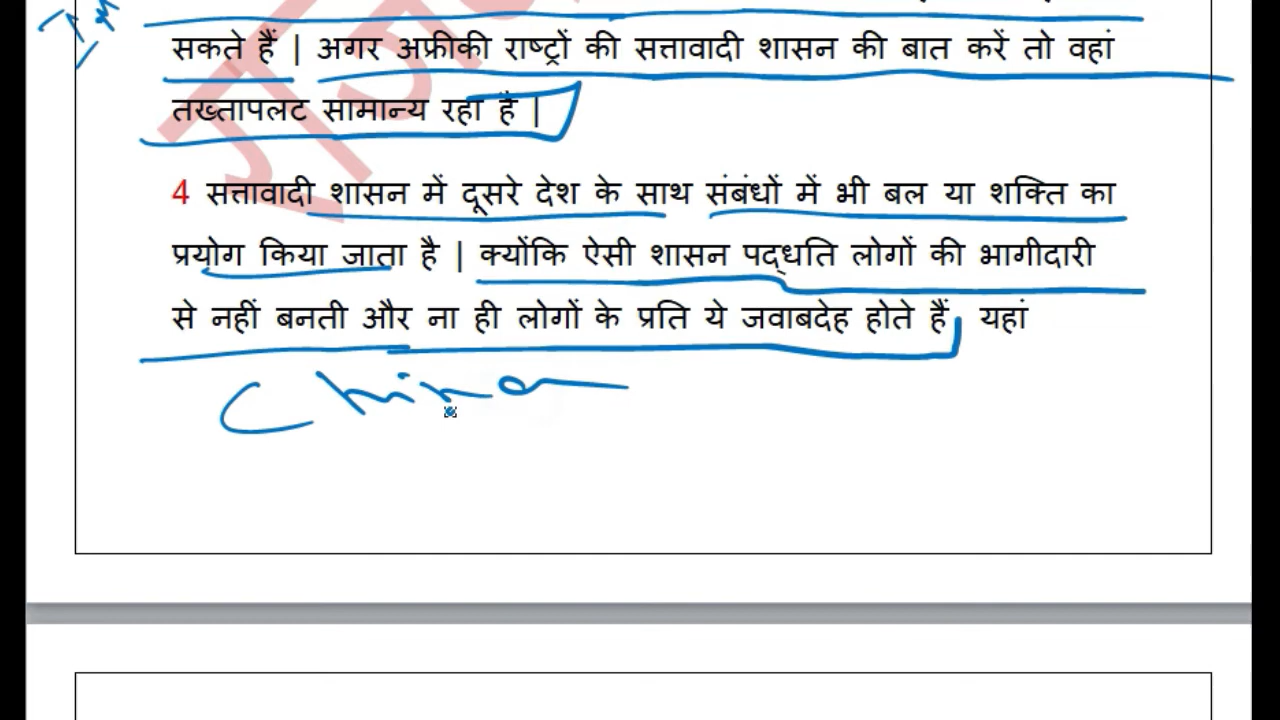 सकते हैं | अगर अफ्रीकी राष्ट्रों की सत्तावादी शासन की बात करें तो वहां
तख्तापलट सामान्य रहा है |
4 सत्तावादी शासन में दूसरे देश के साथ संबंधों में भी बल या शक्ति का
प्रयोग किया जाता है | क्योंकि ऐसी शासन पद्धति लोगों की भागीदारी
से नहीं बनती और ना ही लोगों के प्रति ये जवाबदेह होते हैं यहां
China